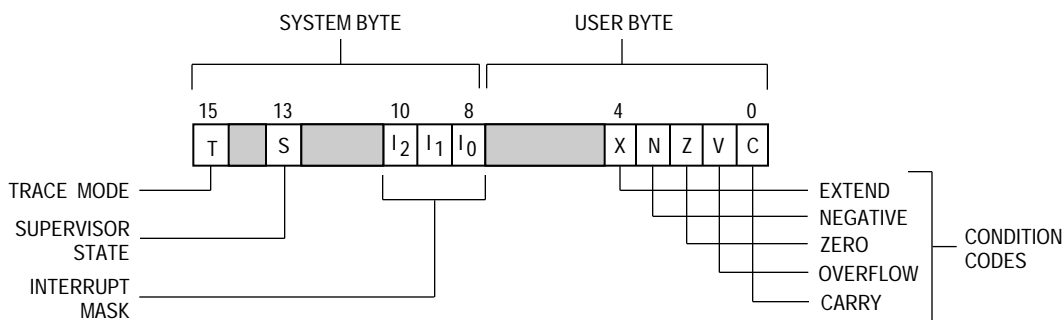 SYSTEM BYTE USER BYTE
15 13 10 8 4 0
T S I2 I1 I0 X N Z V C
TRACE MODE
SUPERVISOR
STATE
INTERRUPT
MASK
EXTEND
NEGATIVE
ZERO
OVERFLOW
CARRY
CONDITION
CODES